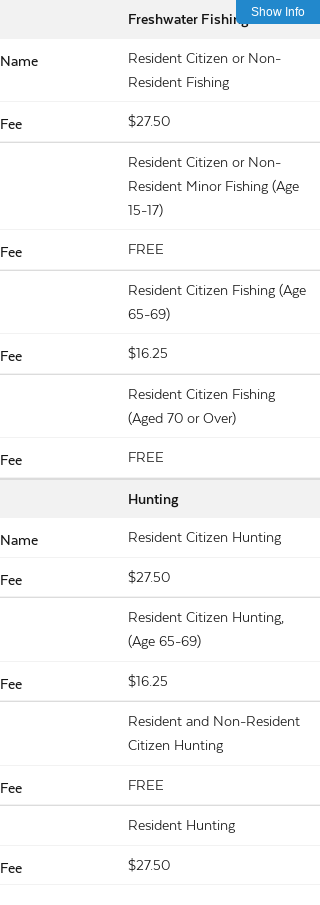 Freshwater Fishing
Show Info
Name
Resident Citizen or Non-
Resident Fishing
Fee
$27.50
Resident Citizen or Non-
Resident Minor Fishing (Age
15-17)
Fee
FREE
Resident Citizen Fishing (Age
65-69)
Fee
$16.25
Resident Citizen Fishing
(Aged 70 or Over)
Fee
FREE
Hunting
Name
Resident Citizen Hunting
Fee
$27.50
Resident Citizen Hunting,
(Age 65-69)
Fee
$16.25
Resident and Non-Resident
Citizen Hunting
Fee
FREE
Resident Hunting
Fee
$27.50